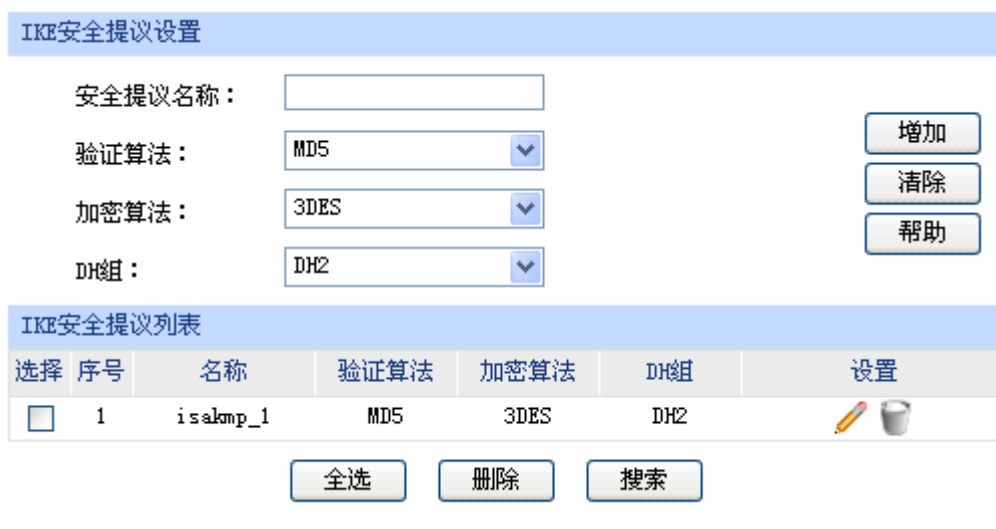 IKE安全提议设置
安全提议名称：
验证算法： MD5
加密算法： 3DES
DH组： DH2
增加
清除
帮助
IKE安全提议列表
选择 序号 名称 验证算法 加密算法 DH组 设置
1 isakmp_1 MD5 3DES DH2
全选 删除 搜索